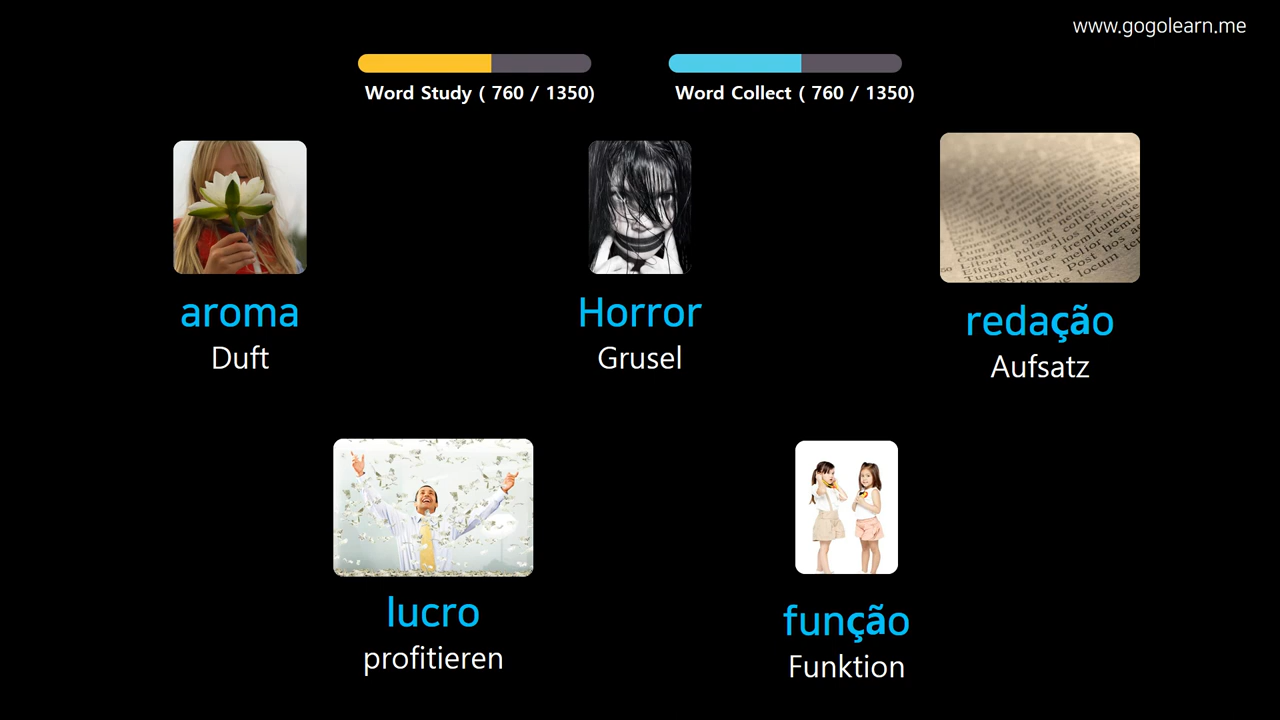 www.gogolearn.me
Word Study ( 760 / 1350)
Word Collect ( 760 / 1350)
aroma
Duft
Horror
Grusel
redação
Aufsatz
lucro
profitieren
função
Funktion